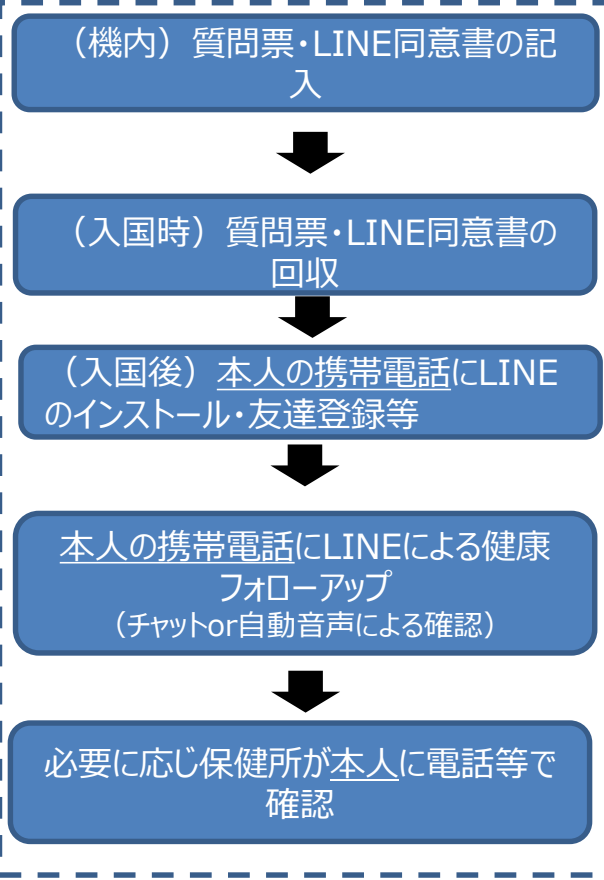 （機内）質問票・LINE同意書の記
入
（入国時）質問票・LINE同意書の
回収
（入国後）本人の携帯電話にLINE
のインストール・友達登録等
本人の携帯電話にLINEによる健康
フォローアップ
（チャットor自動音声による確認）
必要に応じ保健所が本人に電話等で
確認